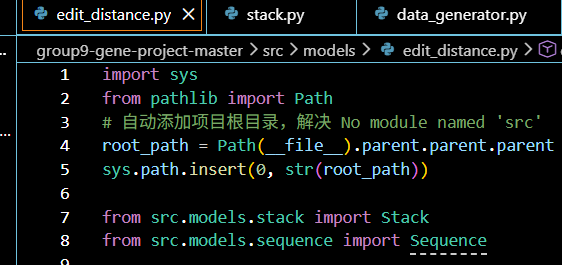 edit_distance.py × stack.py data_generator.py
... group9-gene-project-master > src > models > edit_distance.py >
1 import sys
2 from pathlib import Path
3 # 自动添加项目根目录，解决 No module named 'src'
4 root_path = Path(__file__).parent.parent.parent
5 sys.path.insert(0, str(root_path))
6
7 from src.models.stack import Stack
... 8 from src.models.sequence import Sequence
9